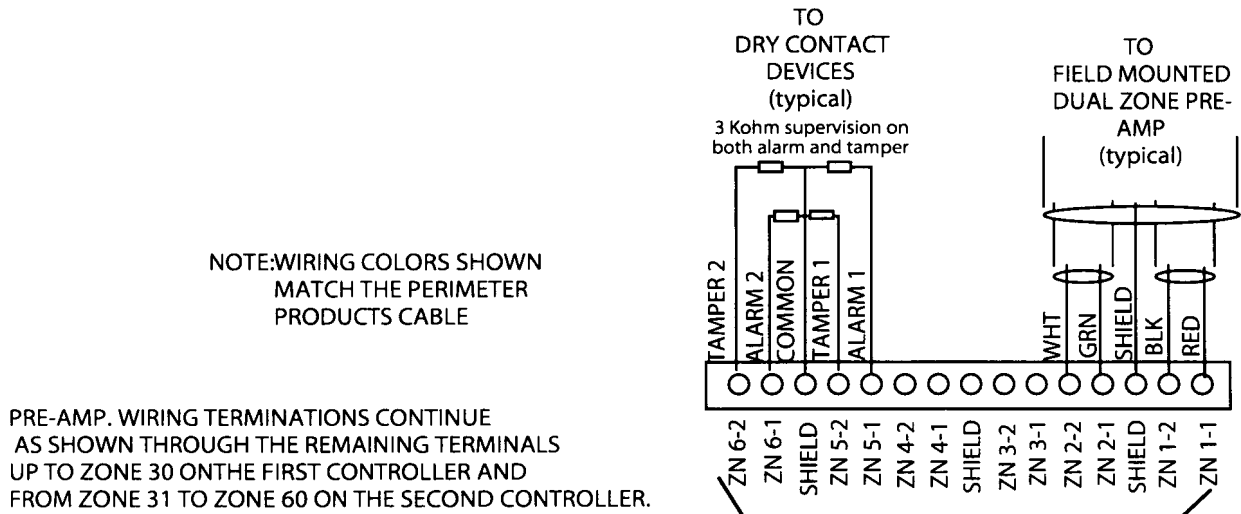 TO
DRY CONTACT
DEVICES
(typical)
3 Kohm supervision on
both alarm and tamper
TO
FIELD MOUNTED
DUAL ZONE PRE-
AMP
(typical)
NOTE:WIRING COLORS SHOWN
MATCH THE PERIMETER
PRODUCTS CABLE
TAMPER 2
ALARM 2
COMMON
TAMPER 1
ALARM 1
WHT
GRN
SHIELD
BLK
RED
PRE-AMP. WIRING TERMINATIONS CONTINUE
AS SHOWN THROUGH THE REMAINING TERMINALS
UP TO ZONE 30 ONTHE FIRST CONTROLLER AND
FROM ZONE 31 TO ZONE 60 ON THE SECOND CONTROLLER.
ZN 6-2
ZN 6-1
SHIELD
ZN 5-2
ZN 5-1
ZN 4-2
ZN 4-1
SHIELD
ZN 3-2
ZN 3-1
ZN 2-2
ZN 2-1
SHIELD
ZN 1-2
ZN 1-1